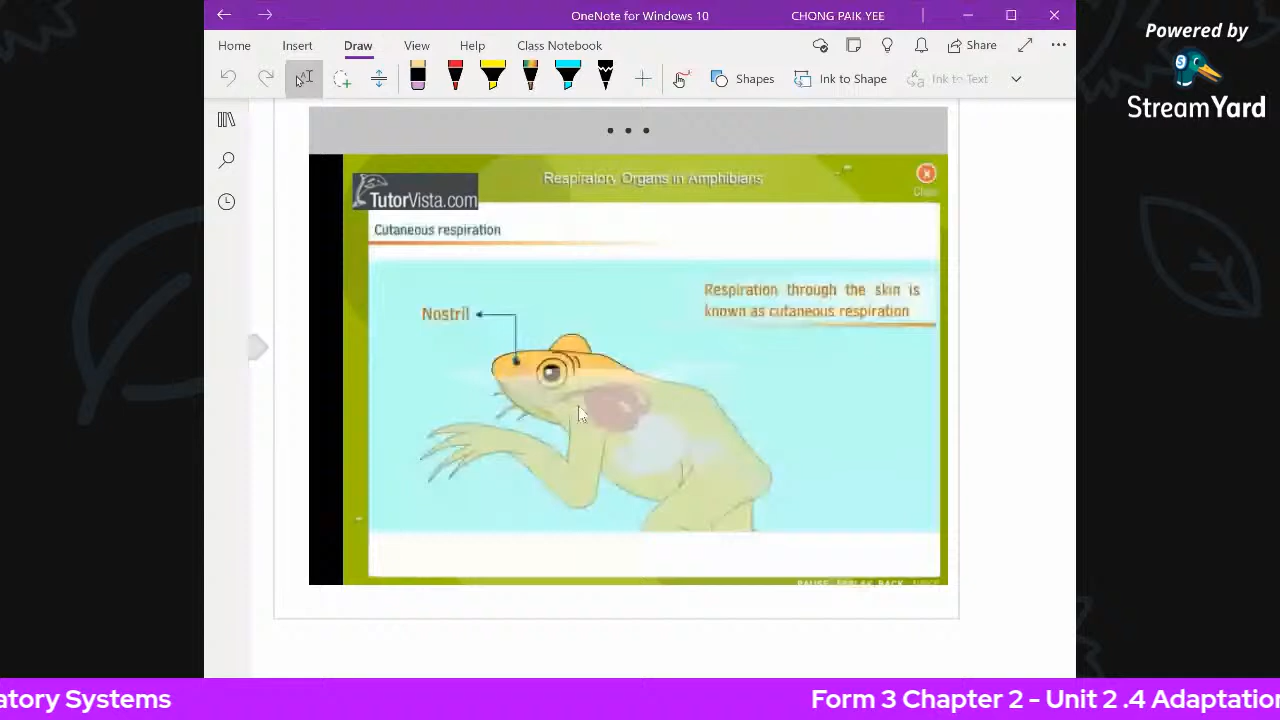 OneNote for Windows 10
CHONG PAIK YEE
Powered by
StreamYard
Home Insert Draw View Help Class Notebook Share
Shapes Ink to Shape Ink to Text
Respiratory Organs in Amphibians
TutorVista.com
Cutaneous respiration
Respiration through the skin is
known as cutaneous respiration
Nostril
atory Systems
Form 3 Chapter 2 - Unit 2 .4 Adaptation